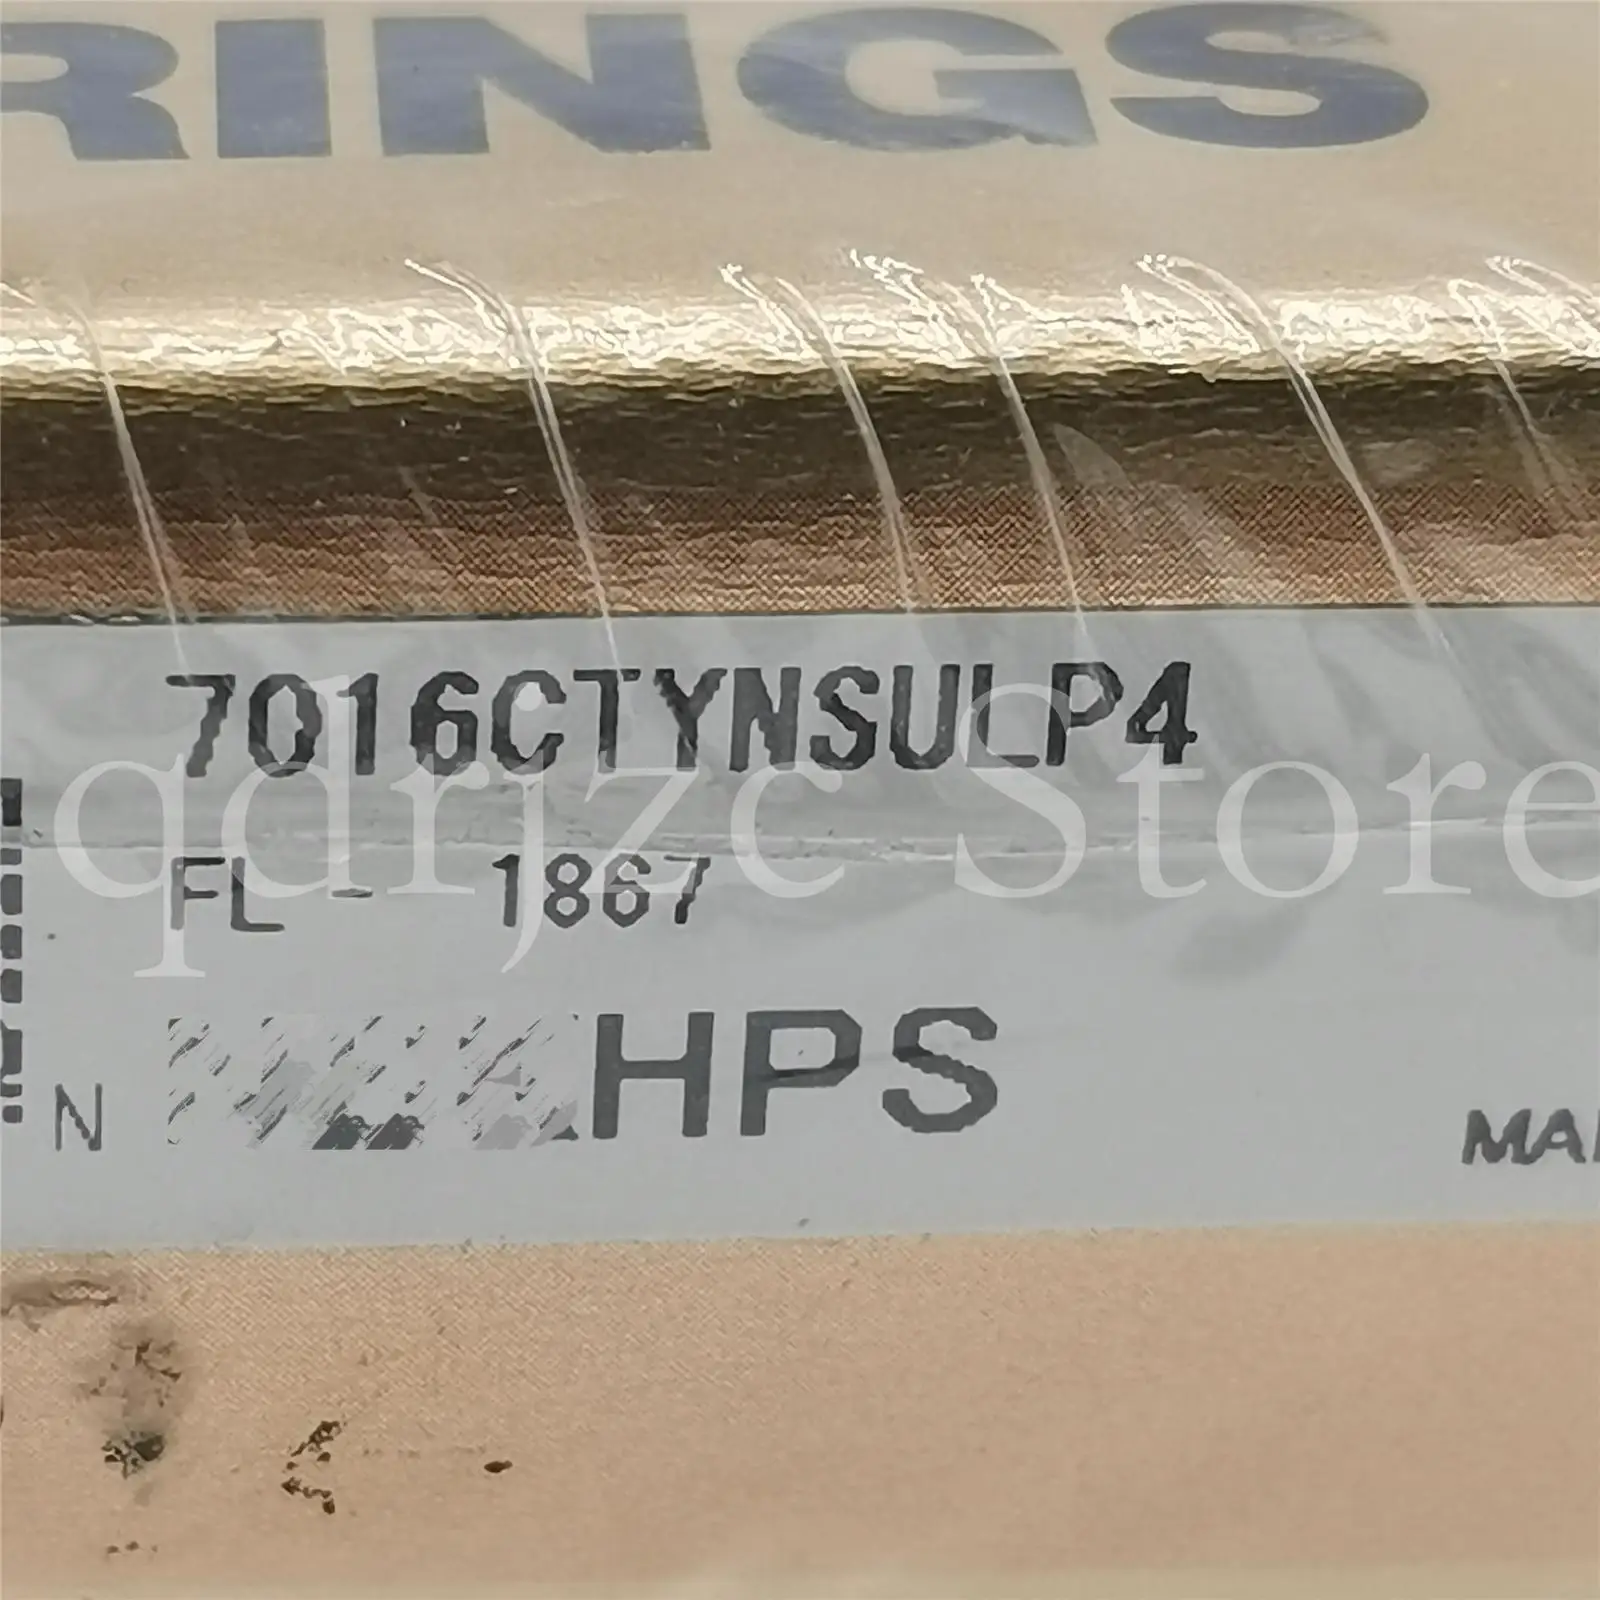 RINGS
7016CTYNSULP4
qdrjzc Store
FL - 1867
HPS
N
MA